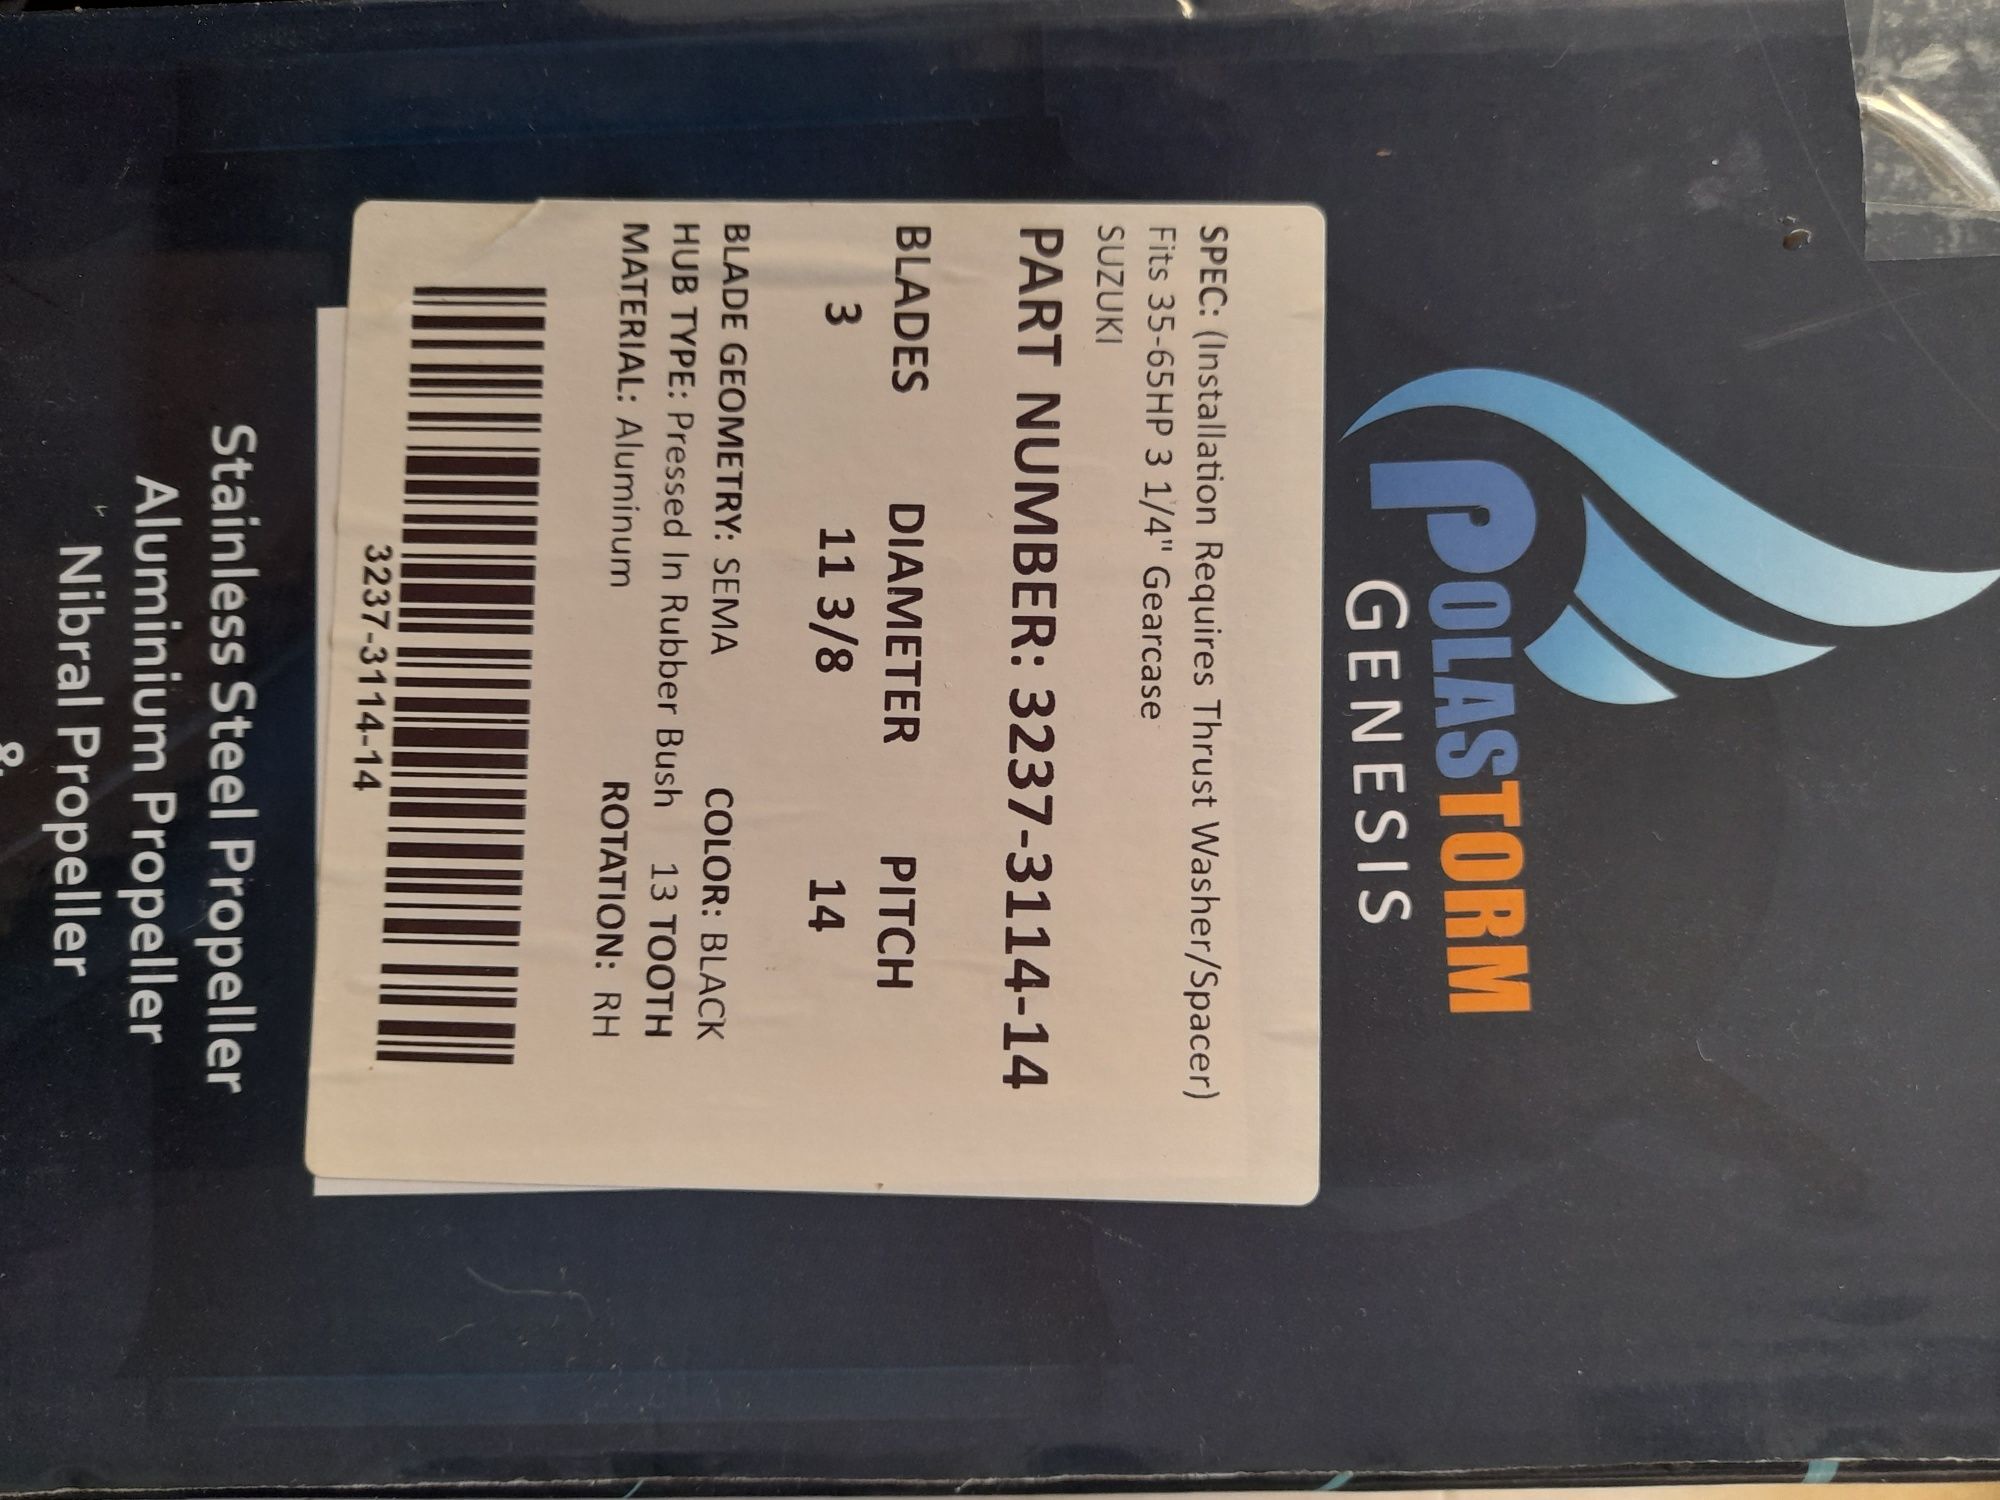 POLASTORM
GENESIS
SPEC: (Installation Requires Thrust Washer/Spacer)
Fits 35-65HP 3 1/4" Gearcase
SUZUKI
PART NUMBER: 3237-3114-14
BLADES DIAMETER PITCH
3 11 3/8 14
BLADE GEOMETRY: SEMA COLOR: BLACK
HUB TYPE: Pressed In Rubber Bush 13 TOOTH
MATERIAL: Aluminum ROTATION: RH
3237-3114-14
Stainless Steel Propeller
Aluminium Propeller
Nibral Propeller
&